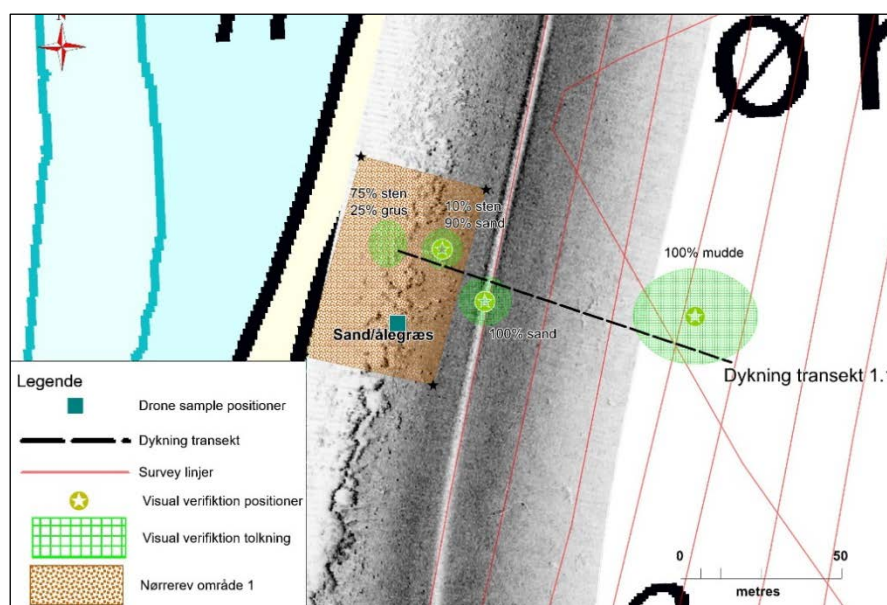 N
Ø
75% sten
25% grus
10% sten
90% sand
100% mudde
Sand/ålegræs
100% sand
Dykning transekt 1.1
Legende
Drone sample positioner
Dykning transekt
Survey linjer
Visual verifiktion positioner
Visual verifiktion tolkning
Nørrerev område 1
0
50
metres